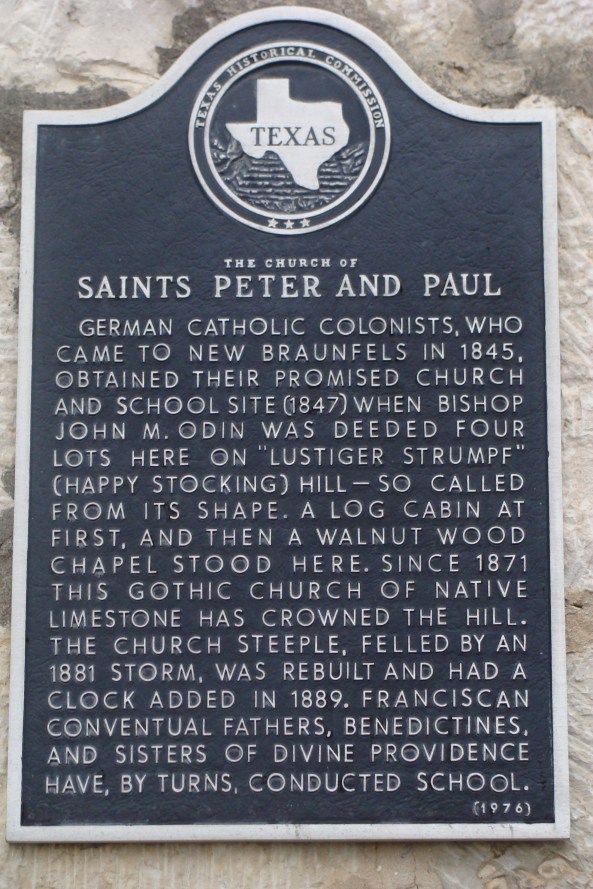 TEXAS HISTORICAL COMMISSION
TEXAS
THE CHURCH OF
SAINTS PETER AND PAUL
GERMAN CATHOLIC COLONISTS, WHO
CAME TO NEW BRAUNFELS IN 1845,
OBTAINED THEIR PROMISED CHURCH
AND SCHOOL SITE (1847) WHEN BISHOP
JOHN M. ODIN WAS DEEDED FOUR
LOTS HERE ON "LUSTIGER STRUMPF"
(HAPPY STOCKING) HILL — SO CALLED
FROM ITS SHAPE. A LOG CABIN AT
FIRST, AND THEN A WALNUT WOOD
CHAPEL STOOD HERE. SINCE 1871
THIS GOTHIC CHURCH OF NATIVE
LIMESTONE HAS CROWNED THE HILL.
THE CHURCH STEEPLE, FELLED BY AN
1881 STORM, WAS REBUILT AND HAD A
CLOCK ADDED IN 1889. FRANCISCAN
CONVENTUAL FATHERS, BENEDICTINES,
AND SISTERS OF DIVINE PROVIDENCE
HAVE, BY TURNS, CONDUCTED SCHOOL.
(1976)